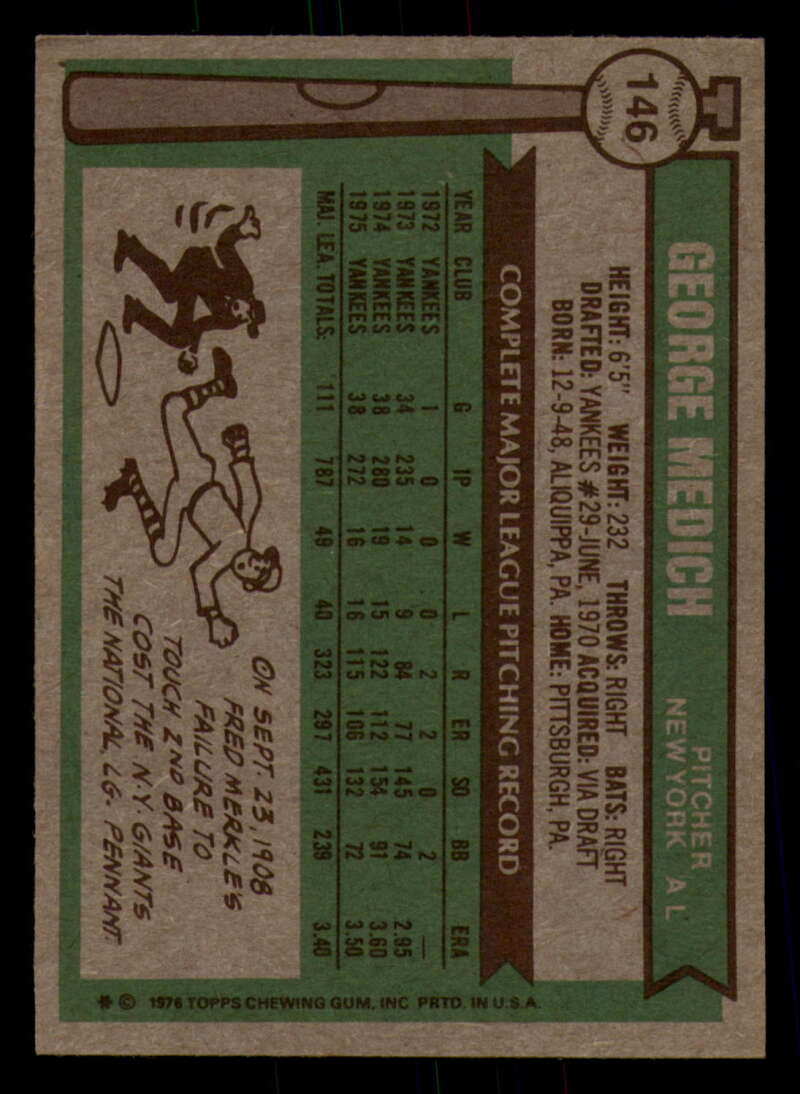 146
GEORGE MEDICH
PITCHER
NEW YORK A L
HEIGHT: 6'5" WEIGHT: 232 THROWS: RIGHT BATS: RIGHT
DRAFTED: YANKEES #29-JUNE, 1970 ACQUIRED: VIA DRAFT
BORN: 12-9-48, ALIQUIPPA, PA. HOME: PITTSBURGH, PA.
COMPLETE MAJOR LEAGUE PITCHING RECORD
YEAR CLUB G IP W L R ER SO BB ERA
1972 YANKEES 1 0 0 0 2 2 0 2 —
1973 YANKEES 34 235 14 9 84 77 145 74 2.95
1974 YANKEES 38 280 19 15 122 112 154 91 3.60
1975 YANKEES 38 272 16 16 115 106 132 72 3.50
MAJ. LEA. TOTALS: 111 787 49 40 323 297 431 239 3.40
ON SEPT. 23, 1908
FRED MERKLE'S
FAILURE TO
TOUCH 2ND BASE
COST THE N.Y. GIANTS
THE NATIONAL LG. PENNANT.
* © 1976 TOPPS CHEWING GUM, INC. PRTD. IN U.S.A.